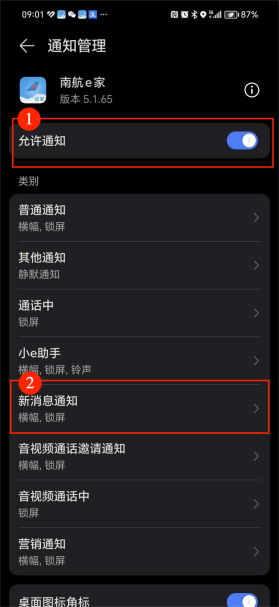 09:01 87%
通知管理
南航e家
版本 5.1.65
1
允许通知
类别
普通通知
横幅, 锁屏
其他通知
静默通知
通话中
锁屏
小e助手
横幅, 锁屏, 铃声
2
新消息通知
横幅, 锁屏
音视频通话邀请通知
横幅, 锁屏
音视频通话中
锁屏
营销通知
横幅, 锁屏
桌面图标角标